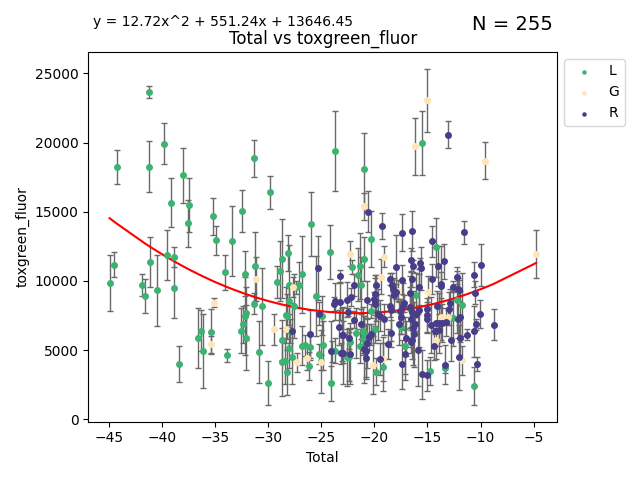 y = 12.72x^2 + 551.24x + 13646.45
N = 255
Total vs toxgreen_fluor
25000
20000
15000
10000
5000
0
toxgreen_fluor
−45 −40 −35 −30 −25 −20 −15 −10 −5
Total
L
G
R